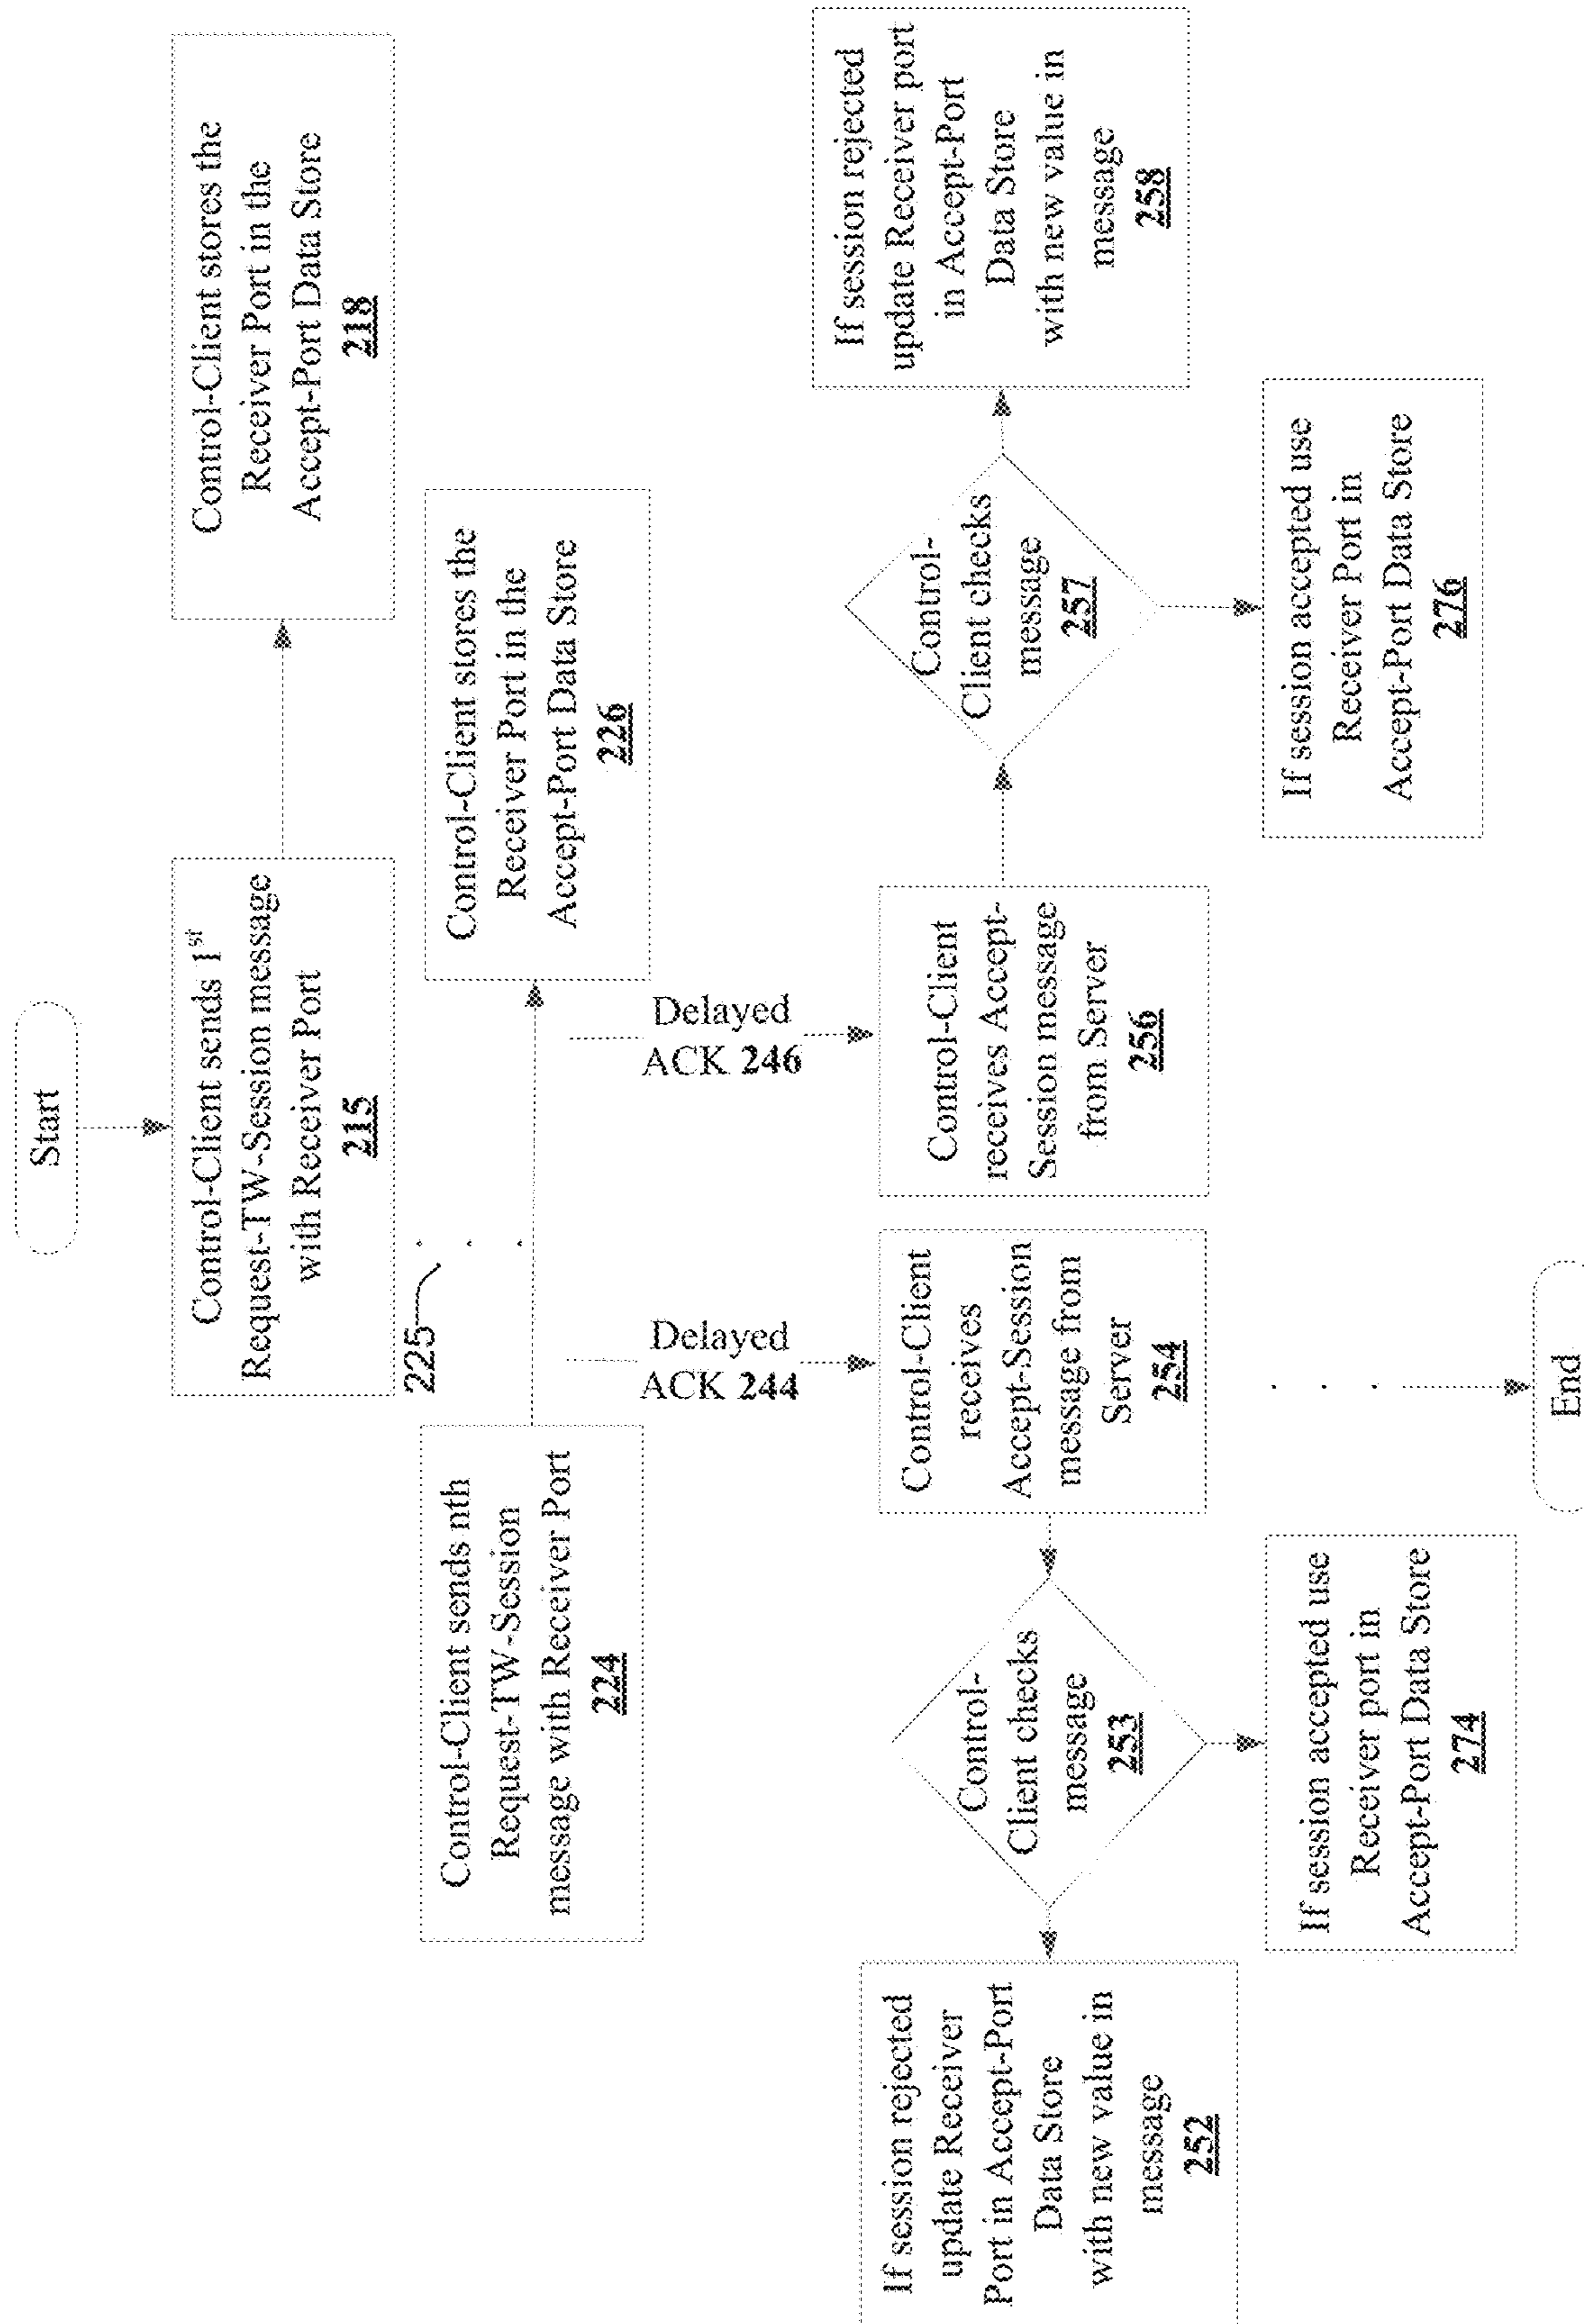 Start
Control-Client sends 1st
Request-TW-Session message
with Receiver Port
215
Control-Client stores the
Receiver Port in the
Accept-Port Data Store
218
225
Control-Client sends nth
Request-TW-Session
message with Receiver Port
224
Control-Client stores the
Receiver Port in the
Accept-Port Data Store
226
Delayed
ACK 244
Delayed
ACK 246
If session rejected
update Receiver
Port in Accept-Port
Data Store
with new value in
message
252
Control-
Client checks
message
253
Control-Client
receives
Accept-Session
message from
Server
254
Control-Client
receives Accept-
Session message
from Server
256
Control-
Client checks
message
257
If session rejected
update Receiver port
in Accept-Port
Data Store
with new value in
message
258
If session accepted use
Receiver port in
Accept-Port Data Store
274
If session accepted use
Receiver Port in
Accept-Port Data Store
276
End